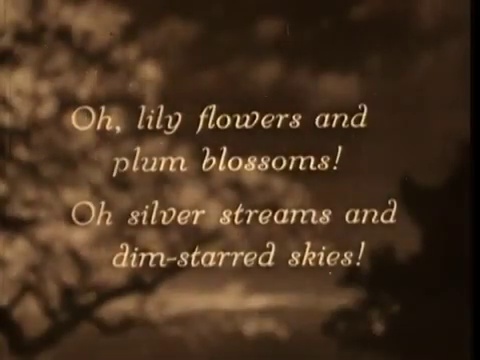 Oh, lily flowers and
plum blossoms!
Oh silver streams and
dim-starred skies!